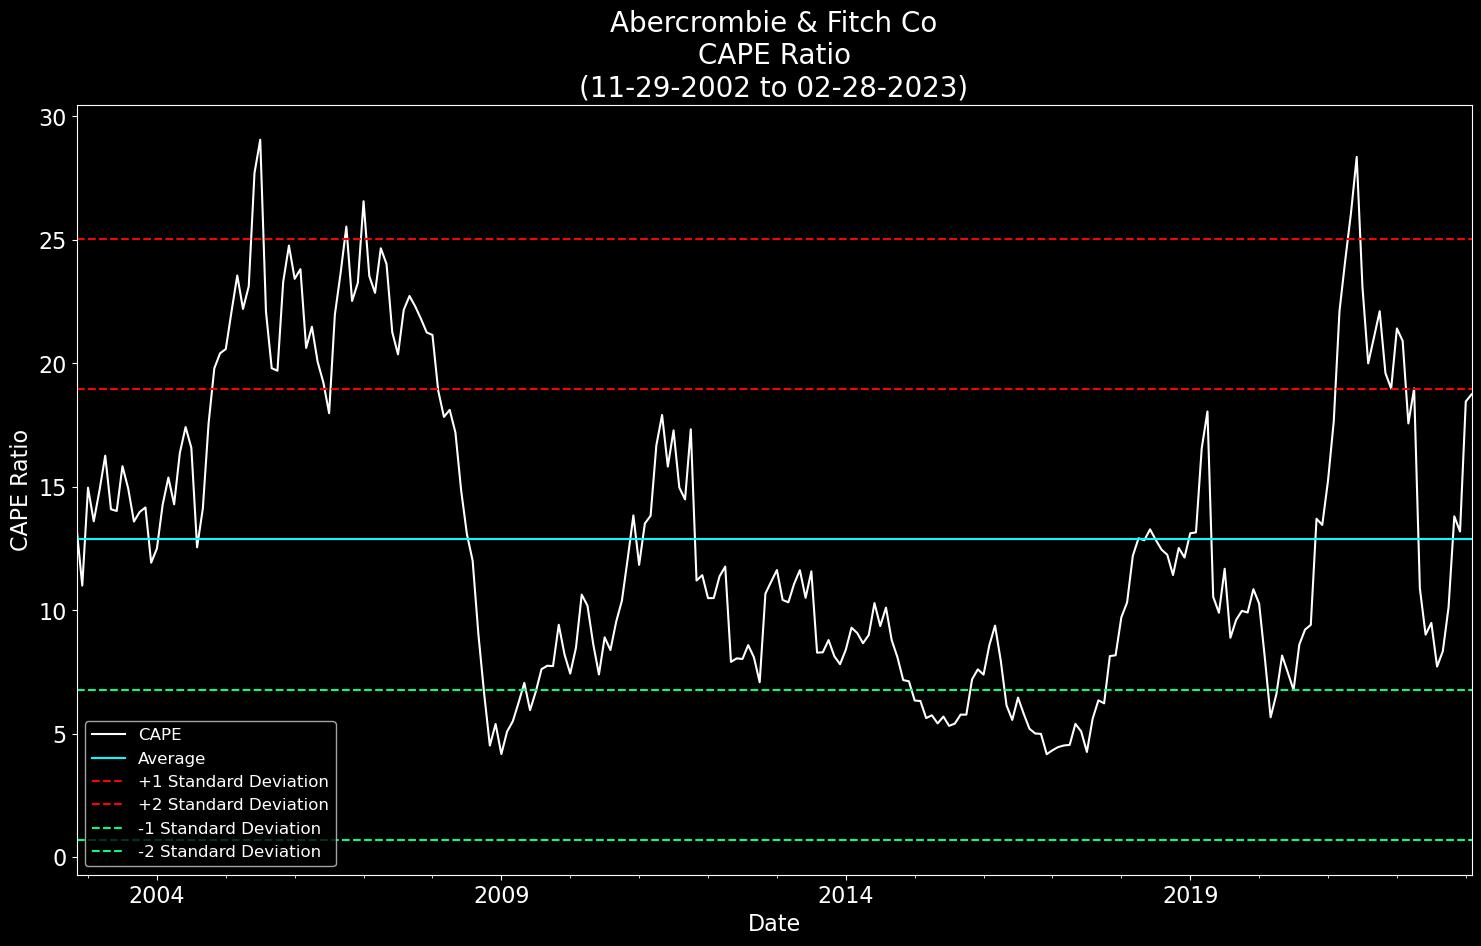 Abercrombie & Fitch Co
CAPE Ratio
(11-29-2002 to 02-28-2023)
30
25
20
15
10
5
0
CAPE Ratio
CAPE
Average
+1 Standard Deviation
+2 Standard Deviation
-1 Standard Deviation
-2 Standard Deviation
2004
2009
2014
2019
Date